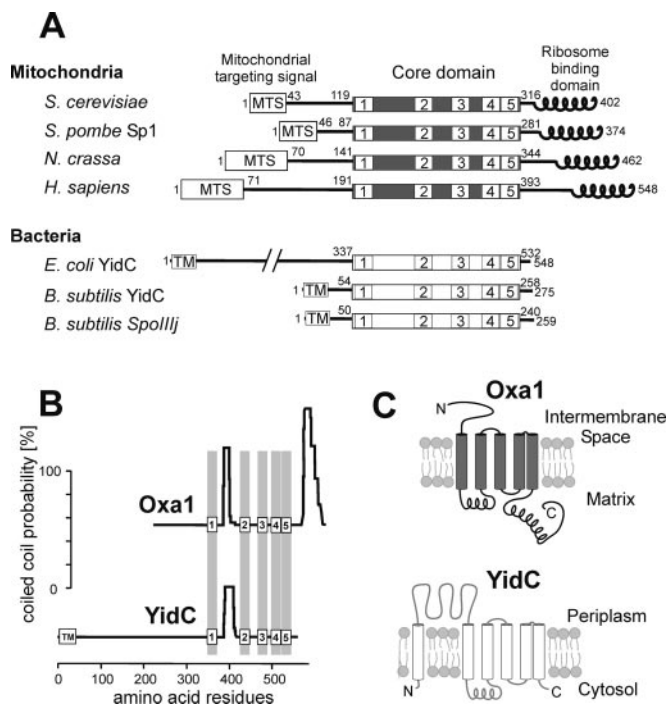 A
Mitochondrial targeting signal
Core domain
Ribosome binding domain
Mitochondria
S. cerevisiae 1 MTS 43 119 1 2 3 4 5 316 402
S. pombe Sp1 1 MTS 46 87 1 2 3 4 5 281 374
N. crassa 1 MTS 70 141 1 2 3 4 5 344 462
H. sapiens 1 MTS 71 191 1 2 3 4 5 393 548
Bacteria
E. coli YidC 1 TM 337 1 2 3 4 5 532 548
B. subtilis YidC 1 TM 54 1 2 3 4 5 258 275
B. subtilis SpoIIIj 1 TM 50 1 2 3 4 5 240 259
B
coiled coil probability [%]
100
0
Oxa1
1 2 3 4 5
YidC
TM 1 2 3 4 5
0 100 200 300 400 500
amino acid residues
C
Oxa1
N
Intermembrane
Space
Matrix
C
YidC
Periplasm
N
C
Cytosol